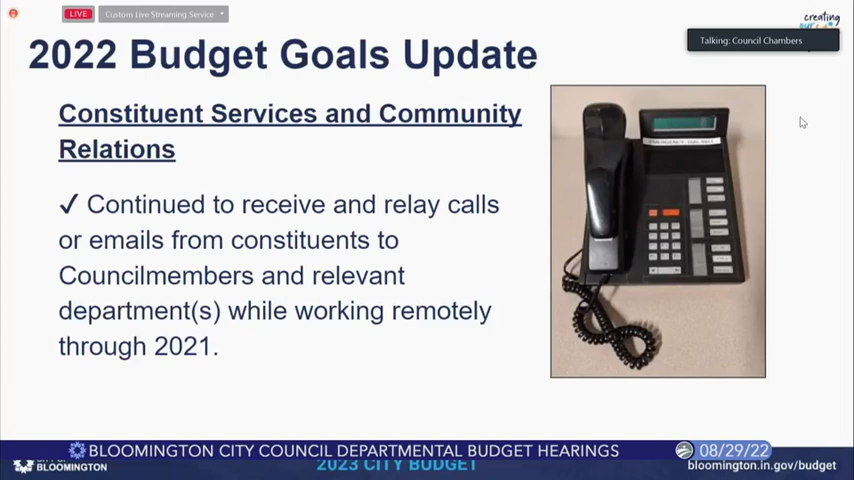 LIVE
Custom Live Streaming Service
creating
Talking: Council Chambers
2022 Budget Goals Update
Constituent Services and Community
Relations
✓ Continued to receive and relay calls
or emails from constituents to
Councilmembers and relevant
department(s) while working remotely
through 2021.
BLOOMINGTON CITY COUNCIL DEPARTMENTAL BUDGET HEARINGS
08/29/22
BLOOMINGTON
2023 CITY BUDGET
bloomington.in.gov/budget